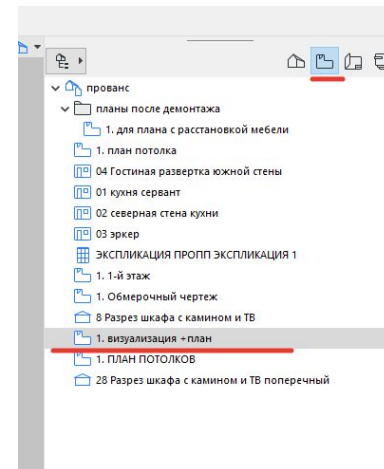 прованс
планы после демонтажа
1. для плана с расстановкой мебели
1. план потолка
04 Гостиная развертка южной стены
01 кухня сервант
02 северная стена кухни
03 эркер
ЭКСПЛИКАЦИЯ ПРОПП ЭКСПЛИКАЦИЯ 1
1. 1-й этаж
1. Обмерочный чертеж
8 Разрез шкафа с камином и ТВ
1. визуализация +план
1. ПЛАН ПОТОЛКОВ
28 Разрез шкафа с камином и ТВ поперечный